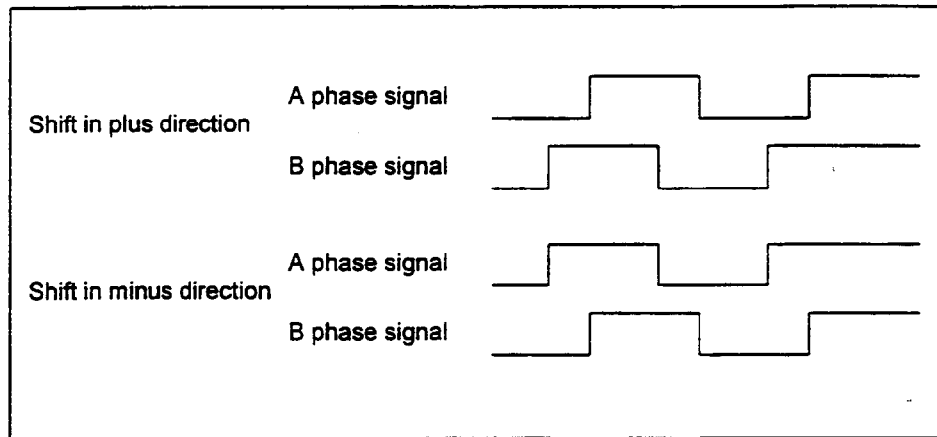 A phase signal
Shift in plus direction
B phase signal
A phase signal
Shift in minus direction
B phase signal